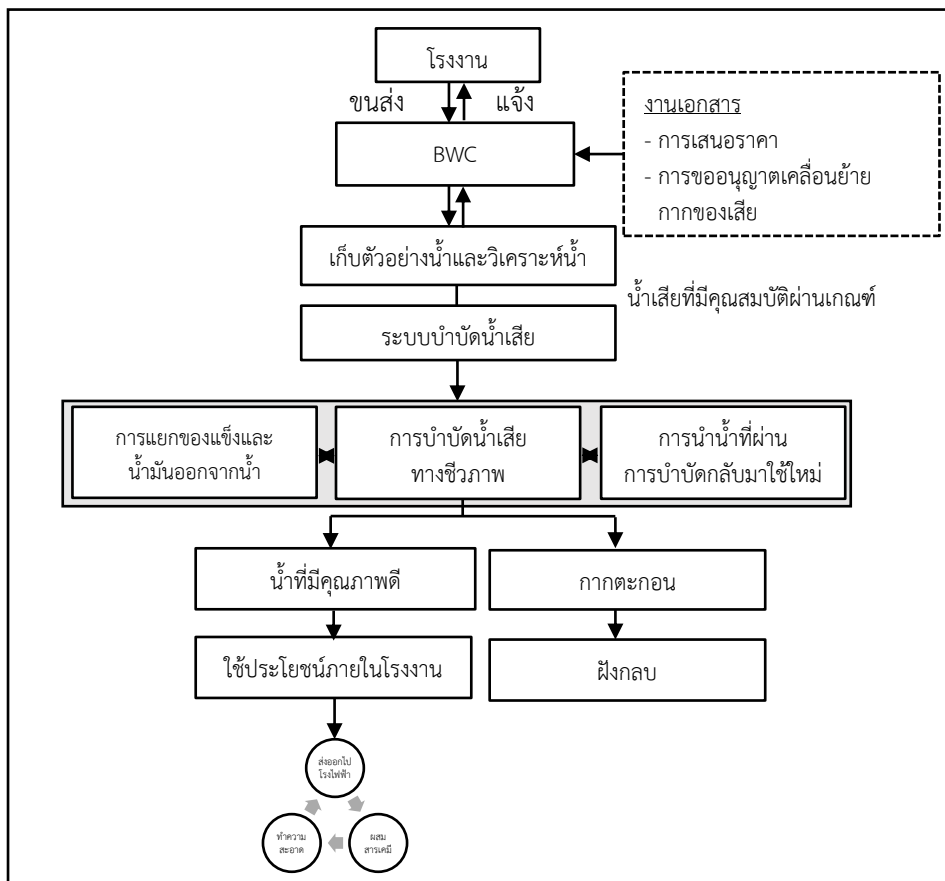 โรงงาน
ขนส่ง
แจ้ง
งานเอกสาร
- การเสนอราคา
- การขออนุญาตเคลื่อนย้าย
กากของเสีย
BWC
เก็บตัวอย่างน้ำและวิเคราะห์น้ำ
น้ำเสียที่มีคุณสมบัติผ่านเกณฑ์
ระบบบำบัดน้ำเสีย
การแยกของแข็งและ
น้ำมันออกจากน้ำ
การบำบัดน้ำเสีย
ทางชีวภาพ
การนำน้ำที่ผ่าน
การบำบัดกลับมาใช้ใหม่
น้ำที่มีคุณภาพดี
กากตะกอน
ใช้ประโยชน์ภายในโรงงาน
ฝังกลบ
ส่งออกไป
โรงไฟฟ้า
ทำความ
สะอาด
ผสม
สารเคมี